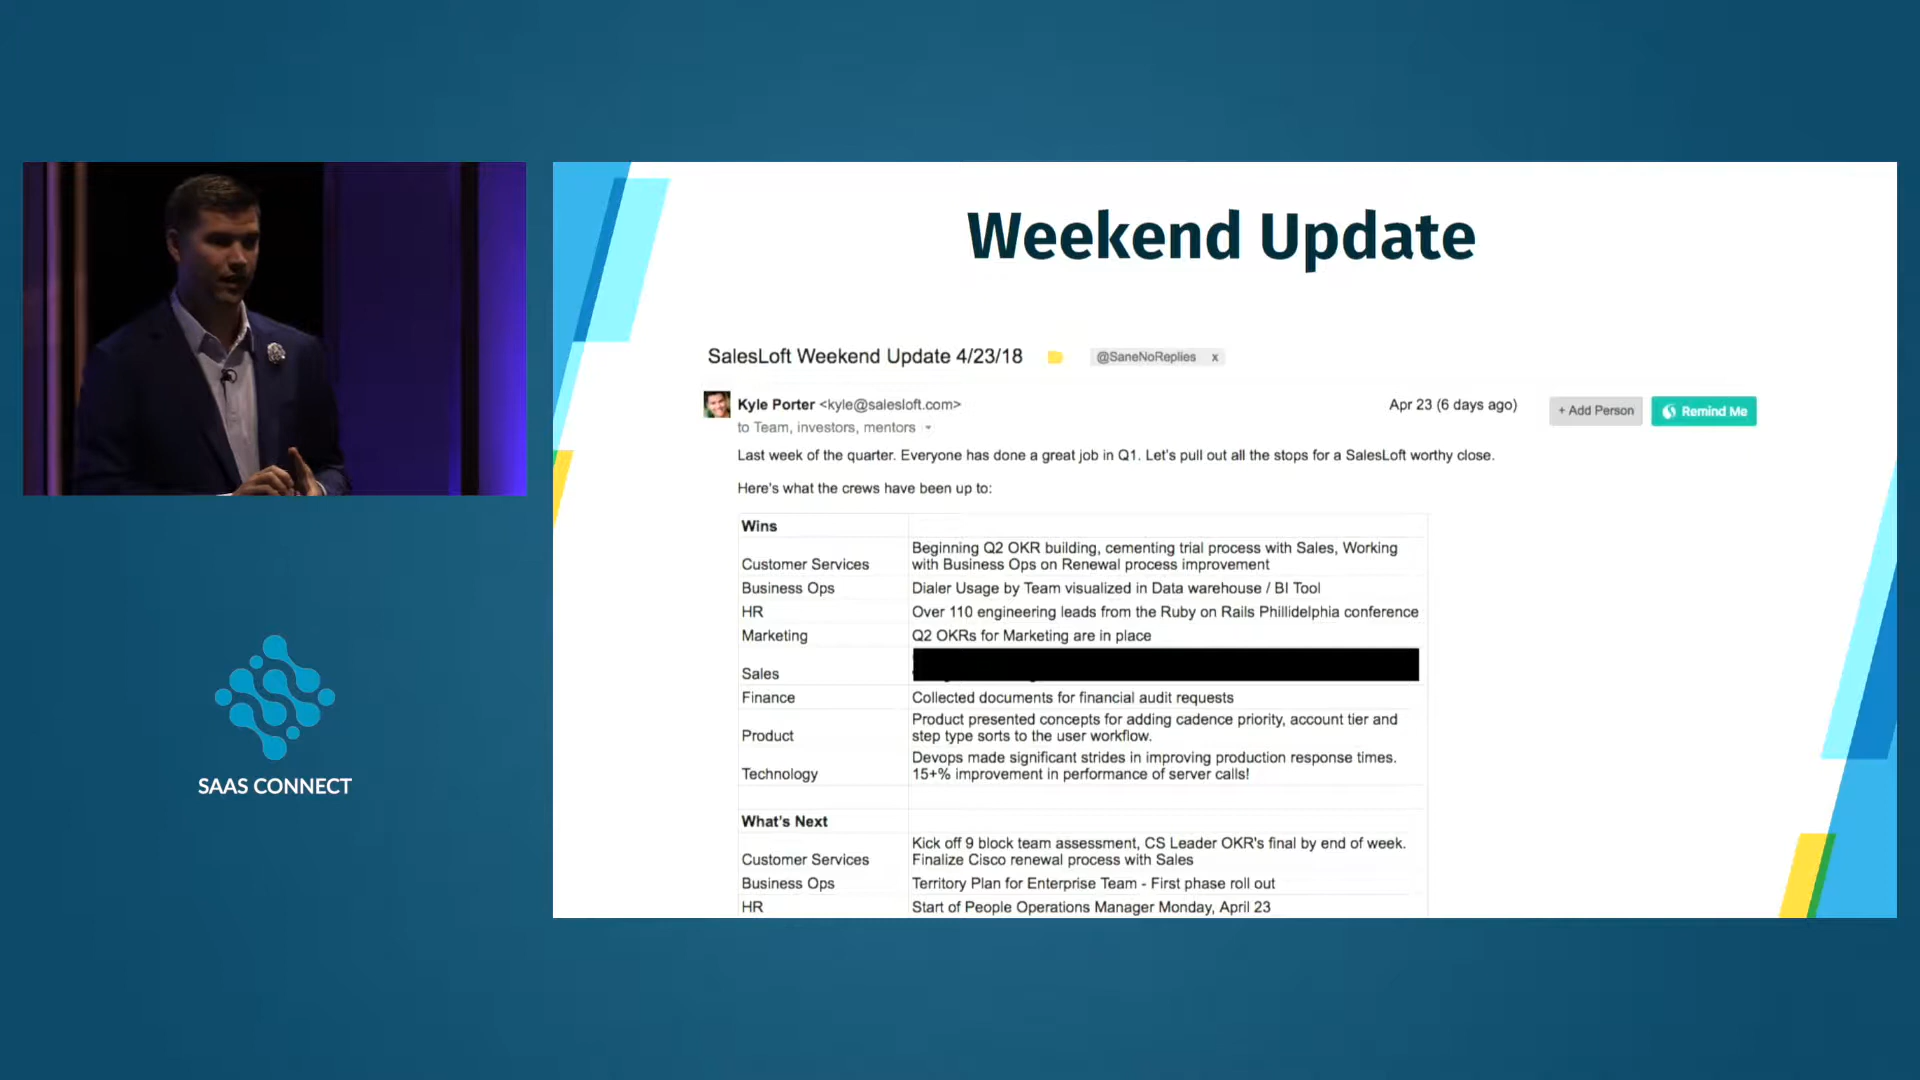 Weekend Update
SalesLoft Weekend Update 4/23/18
@SaneNoReplies x
Kyle Porter <kyle@salesloft.com>
Apr 23 (6 days ago)
+ Add Person
Remind Me
to Team, investors, mentors
Last week of the quarter. Everyone has done a great job in Q1. Let's pull out all the stops for a SalesLoft worthy close.
Here's what the crews have been up to:
Wins
Customer Services
Beginning Q2 OKR building, cementing trial process with Sales, Working
with Business Ops on Renewal process improvement
Business Ops
Dialer Usage by Team visualized in Data warehouse / BI Tool
HR
Over 110 engineering leads from the Ruby on Rails Phillidelphia conference
Marketing
Q2 OKRs for Marketing are in place
Sales
Finance
Collected documents for financial audit requests
Product
Product presented concepts for adding cadence priority, account tier and
step type sorts to the user workflow.
Technology
Devops made significant strides in improving production response times.
15+% improvement in performance of server calls!
What's Next
Customer Services
Kick off 9 block team assessment, CS Leader OKR's final by end of week.
Finalize Cisco renewal process with Sales
Business Ops
Territory Plan for Enterprise Team - First phase roll out
HR
Start of People Operations Manager Monday, April 23
SAAS CONNECT